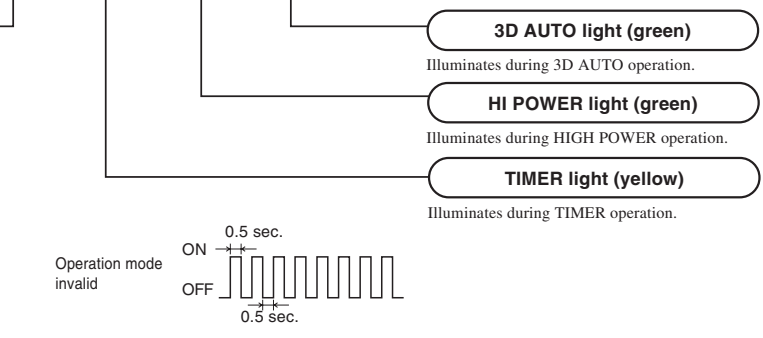 3D AUTO light (green)
Illuminates during 3D AUTO operation.
HI POWER light (green)
Illuminates during HIGH POWER operation.
TIMER light (yellow)
Illuminates during TIMER operation.
0.5 sec.
ON
Operation mode
invalid
OFF
0.5 sec.